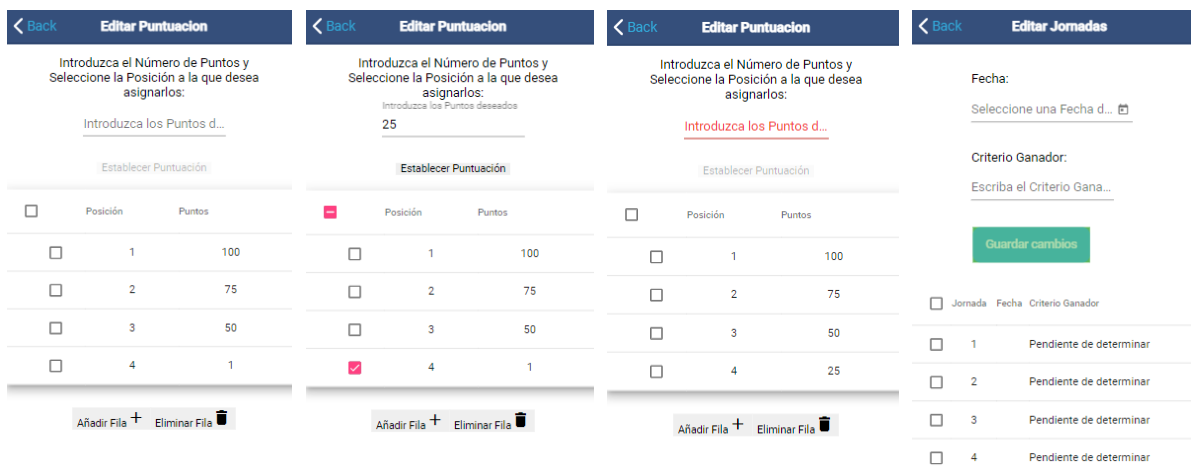 Back Editar Puntuacion
Introduzca el Número de Puntos y
Seleccione la Posición a la que desea
asignarlos:
Introduzca los Puntos d...
Establecer Puntuación
Posición Puntos
1 100
2 75
3 50
4 1
Añadir Fila + Eliminar Fila
Back Editar Puntuacion
Introduzca el Número de Puntos y
Seleccione la Posición a la que desea
asignarlos:
Introduzca los Puntos deseados
25
Establecer Puntuación
Posición Puntos
1 100
2 75
3 50
4 1
Añadir Fila + Eliminar Fila
Back Editar Puntuacion
Introduzca el Número de Puntos y
Seleccione la Posición a la que desea
asignarlos:
Introduzca los Puntos d...
Establecer Puntuación
Posición Puntos
1 100
2 75
3 50
4 25
Añadir Fila + Eliminar Fila
Back Editar Jornadas
Fecha:
Seleccione una Fecha d...
Criterio Ganador:
Escriba el Criterio Gana...
Guardar cambios
Jornada Fecha Criterio Ganador
1 Pendiente de determinar
2 Pendiente de determinar
3 Pendiente de determinar
4 Pendiente de determinar